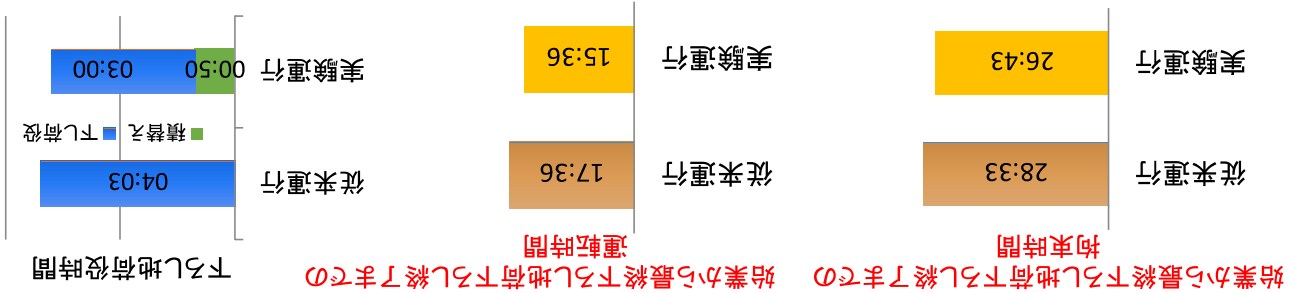 始業から最終下ろし地荷下ろし終了までの
拘束時間
従来運行
28:33
実験運行
26:43
始業から最終下ろし地荷下ろし終了までの
運転時間
従来運行
17:36
実験運行
15:36
下ろし地荷役時間
従来運行
04:03
積替え 下し荷役
実験運行
00:50 03:00